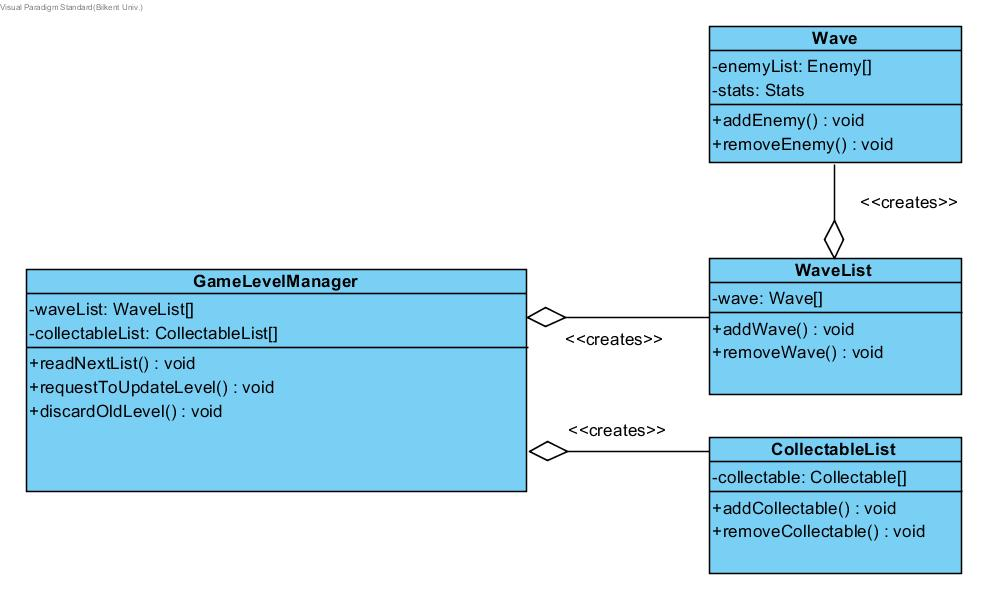 Visual Paradigm Standard(Bilkent Univ.)
Wave
-enemyList: Enemy[]
-stats: Stats
+addEnemy() : void
+removeEnemy() : void
<<creates>>
GameLevelManager
-waveList: WaveList[]
-collectableList: CollectableList[]
+readNextList() : void
+requestToUpdateLevel() : void
+discardOldLevel() : void
<<creates>>
WaveList
-wave: Wave[]
+addWave() : void
+removeWave() : void
<<creates>>
CollectableList
-collectable: Collectable[]
+addCollectable() : void
+removeCollectable() : void